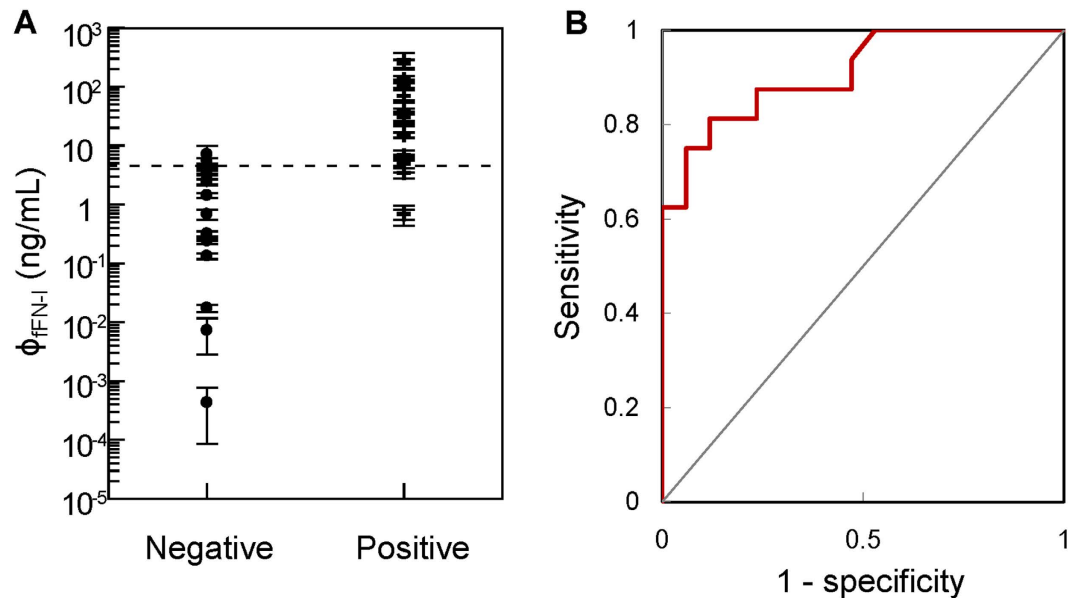 A
10³
10²
10
1
10⁻¹
10⁻²
10⁻³
10⁻⁴
10⁻⁵
ϕfFN-I (ng/mL)
Negative Positive
B
1
0.8
0.6
0.4
0.2
0
Sensitivity
0 0.5 1
1 - specificity